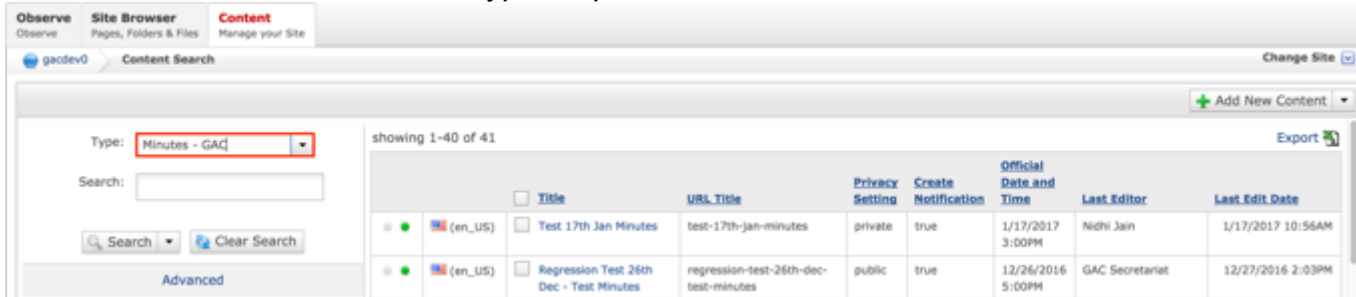 Observe Site Browser Content
Observe Pages, Folders & Files Manage your Site
gacdev0 Content Search Change Site
Add New Content
Type: Minutes - GAC
showing 1-40 of 41 Export
Search:
Title URL Title Privacy Setting Create Notification Official Date and Time Last Editor Last Edit Date
Search Clear Search
Advanced
(en_US) Test 17th Jan Minutes test-17th-jan-minutes private true 1/17/2017 3:00PM Nidhi Jain 1/17/2017 10:56AM
(en_US) Regression Test 26th Dec - Test Minutes regression-test-26th-dec-test-minutes public true 12/26/2016 5:00PM GAC Secretariat 12/27/2016 2:03PM